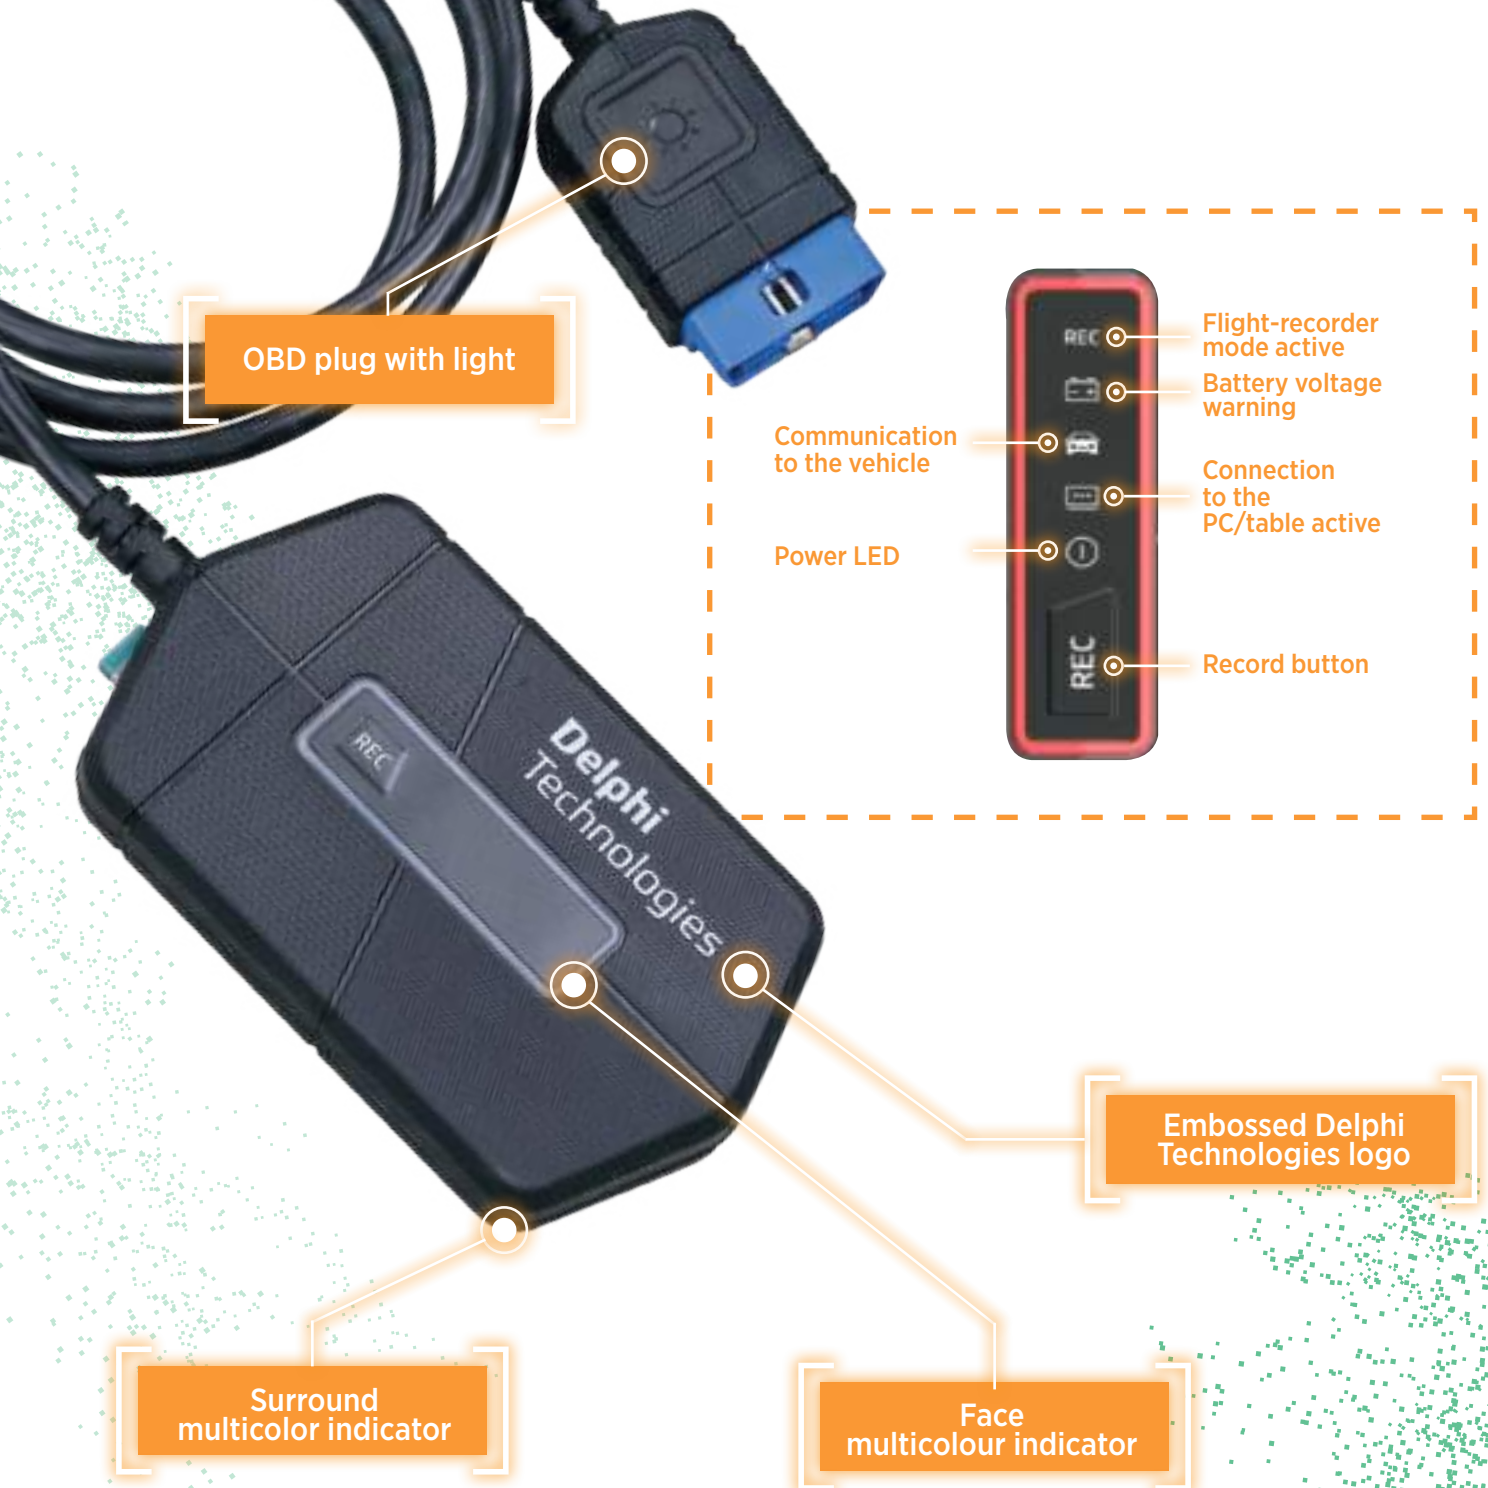 OBD plug with light
REC
Flight-recorder
mode active
Battery voltage
warning
Communication
to the vehicle
Connection
to the
PC/table active
Power LED
REC
Record button
REC
Delphi
Technologies
Embossed Delphi
Technologies logo
Surround
multicolor indicator
Face
multicolour indicator